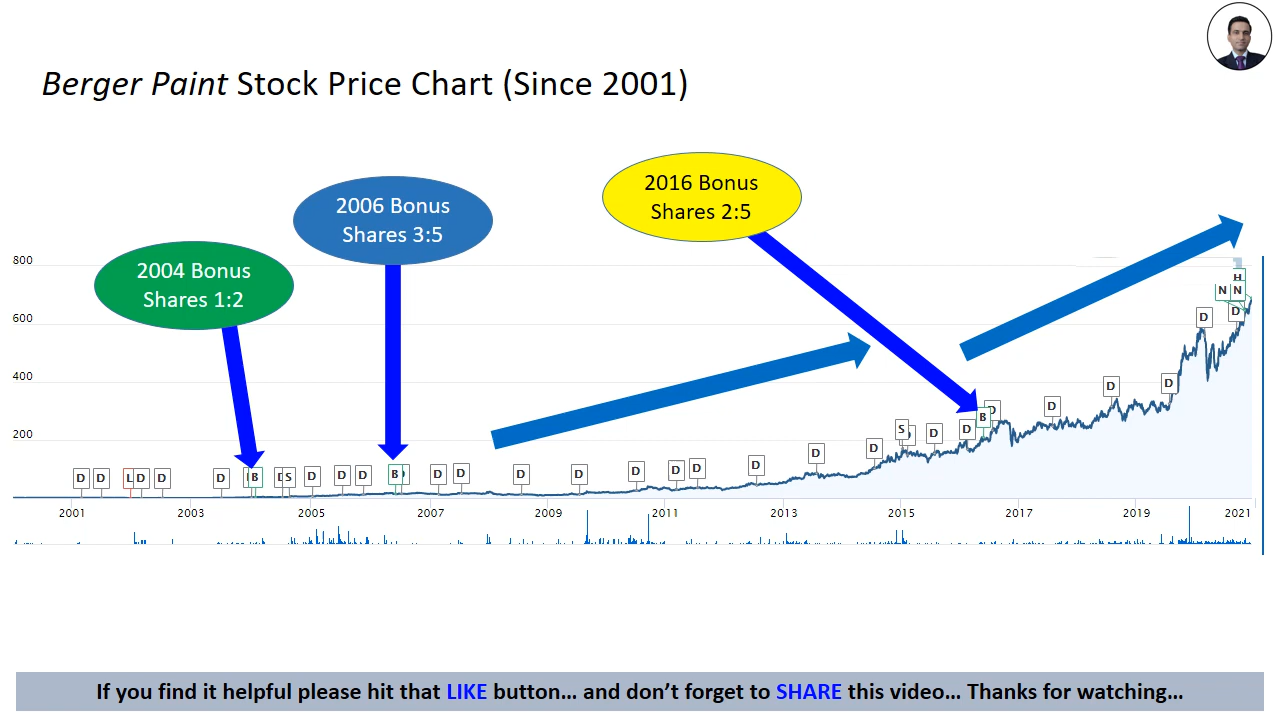 Berger Paint Stock Price Chart (Since 2001)
2016 Bonus
Shares 2:5
2006 Bonus
Shares 3:5
2004 Bonus
Shares 1:2
800
600
400
200
H
N N
D
D
D
D
D
D
B
S
D
D
D
D
D
D
D
D
D
D
D
D
D
B
D
D
D
S
B
D
D
D
L
D
D
2001
2003
2005
2007
2009
2011
2013
2015
2017
2019
2021
If you find it helpful please hit that LIKE button... and don't forget to SHARE this video... Thanks for watching...